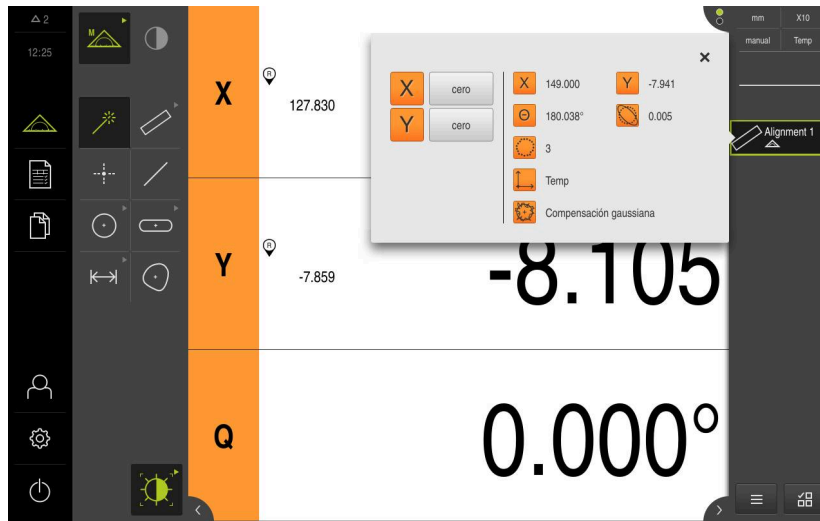 2
12:25
M
X
R
127.830
Y
R
-7.859
-8.105
Q
0.000°
X cero
Y cero
X 149.000 Y -7.941
Θ 180.038° 0.005
3
Temp
Compensación gaussiana
mm X10
manual Temp
Alignment 1